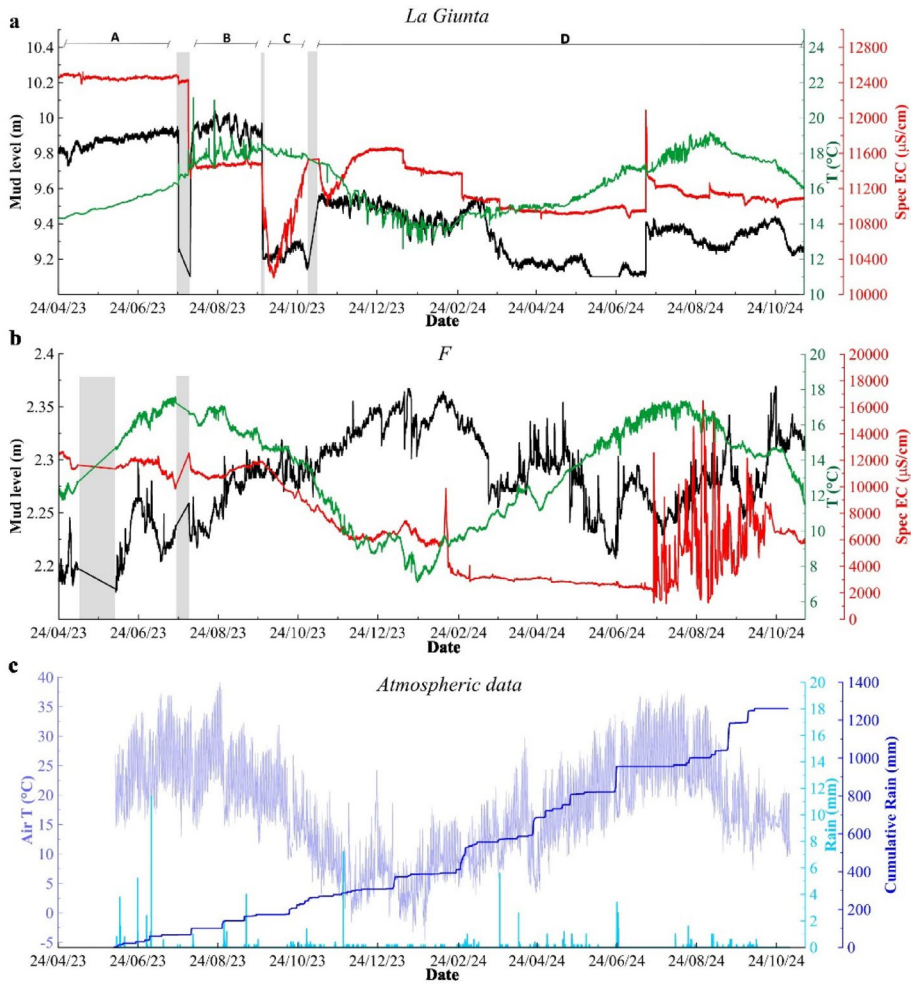 a
La Giunta
A B C D
10.4 24 12800
10.2 22 12400
10 20 12000
9.8 18 11600
9.6 16 11200
9.4 14 10800
9.2 12 10400
10 10000
Mud level (m)
T (°C)
Spec EC (µS/cm)
24/04/23 24/06/23 24/08/23 24/10/23 24/12/23 24/02/24 24/04/24 24/06/24 24/08/24 24/10/24
Date
b
F
2.4
2.35
2.3
2.25
2.2
Mud level (m)
18
16
14
12
10
8
6
T (°C)
20000
18000
16000
14000
12000
10000
8000
6000
4000
2000
0
Spec EC (µS/cm)
24/04/23 24/06/23 24/08/23 24/10/23 24/12/23 24/02/24 24/04/24 24/06/24 24/08/24 24/10/24
Date
c
Atmospheric data
40
35
30
25
20
15
10
5
0
-5
Air T (°C)
20
18
16
14
12
10
8
6
4
2
0
Rain (mm)
1400
1200
1000
800
600
400
200
0
Cumulative Rain (mm)
24/04/23 24/06/23 24/08/23 24/10/23 24/12/23 24/02/24 24/04/24 24/06/24 24/08/24 24/10/24
Date